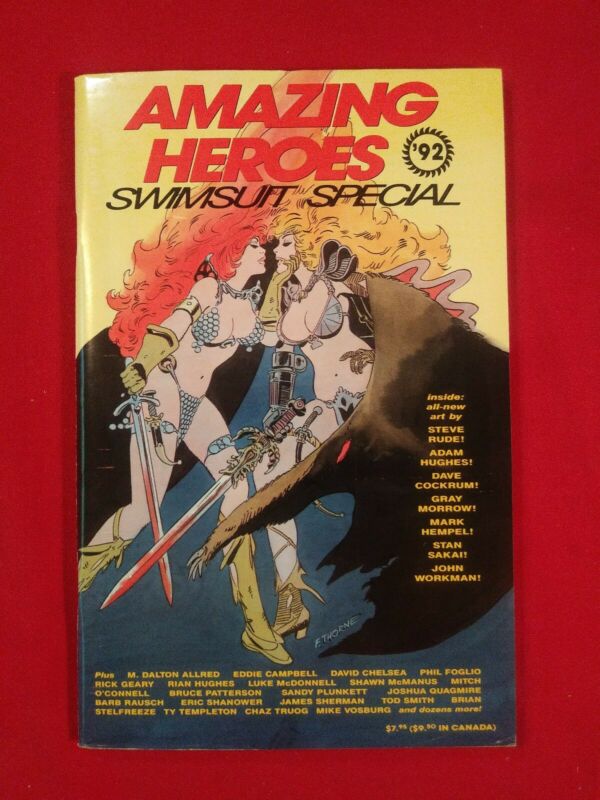 AMAZING
HEROES
'92
SWIMSUIT SPECIAL
inside:
all-new
art by
STEVE
RUDE!
ADAM
HUGHES!
DAVE
COCKRUM!
GRAY
MORROW!
MARK
HEMPEL!
STAN
SAKAI!
JOHN
WORKMAN!
F. THORNE
Plus M. DALTON ALLRED EDDIE CAMPBELL DAVID CHELSEA PHIL FOGLIO
RICK GEARY RIAN HUGHES LUKE McDONNELL SHAWN McMANUS MITCH
O'CONNELL BRUCE PATTERSON SANDY PLUNKETT JOSHUA QUAGMIRE
BARB RAUSCH ERIC SHANOWER JAMES SHERMAN TOD SMITH BRIAN
STELFREEZE TY TEMPLETON CHAZ TRUOG MIKE VOSBURG and dozens more!
$7.95 ($9.50 IN CANADA)